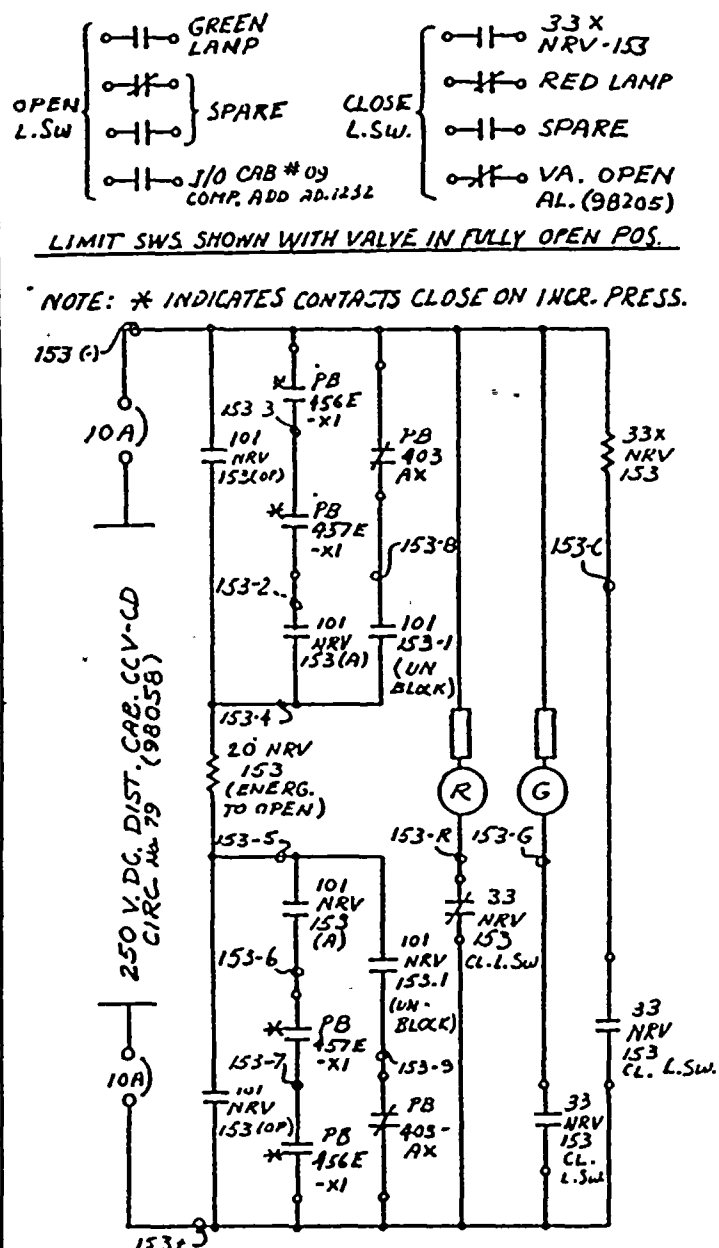 OPEN
L.SW
GREEN
LAMP
SPARE
I/O CAB # 09
COMP. ADD AD.1232
CLOSE
L.SW.
33X
NRV-153
RED LAMP
SPARE
VA. OPEN
AL. (98205)
LIMIT SWS SHOWN WITH VALVE IN FULLY OPEN POS.
NOTE: * INDICATES CONTACTS CLOSE ON INCR. PRESS.
153 (-)
10A
250 V. DC. DIST. CAB. CCV-CD
CIRC. No 79 (98058)
10A
153+
101
NRV
153(OP)
153 3
*
PB
456E
-X1
*
PB
457E
-X1
153-2
101
NRV
153(A)
PB
403
AX
153-8
101
153-1
(UN
BLOCK)
153-4
20 NRV
153
(ENERG.
TO OPEN)
153-5
101
NRV
153
(A)
153-6
*
PB
457E
-X1
153-7
101
NRV
153(OP)
*
PB
456E
-X1
101
NRV
153-1
(UN-
BLOCK)
153-9
PB
403-
AX
R
153-R
33
NRV
153
CL.L.SW
G
153-G
33
NRV
153
CL.
L.SW
33X
NRV
153
153-C
33
NRV
153
CL. L.SW.